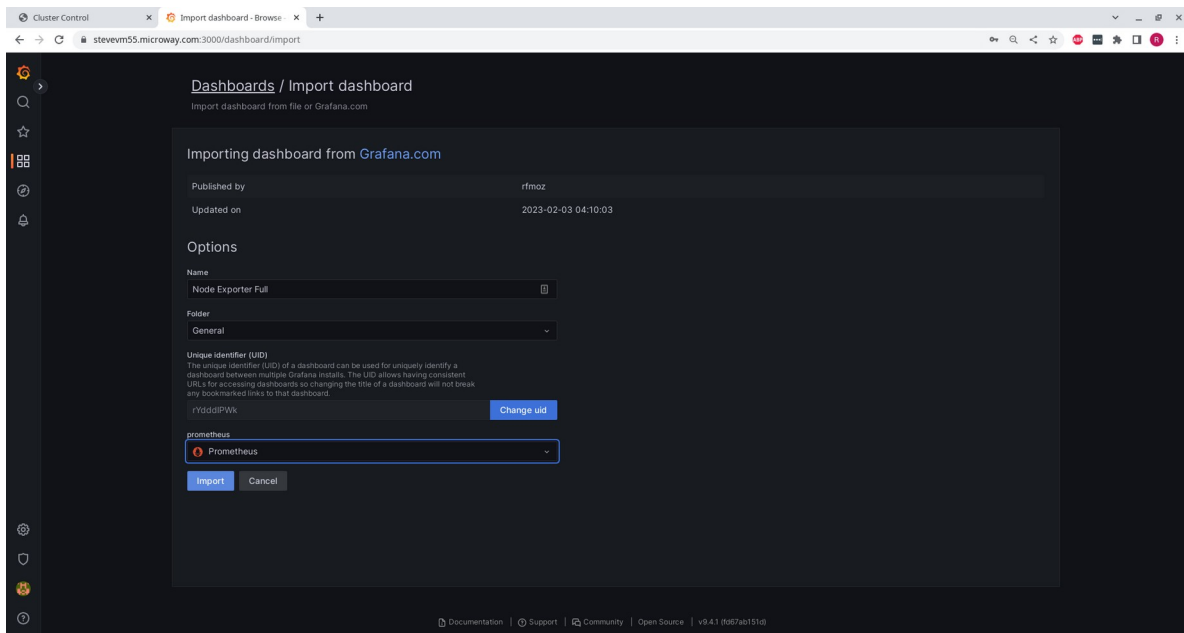 Cluster Control
Import dashboard - Browse -
stevevm55.microway.com:3000/dashboard/import
ABP
R
Dashboards / Import dashboard
Import dashboard from file or Grafana.com
Importing dashboard from Grafana.com
Published by rfmoz
Updated on 2023-02-03 04:10:03
Options
Name
Node Exporter Full
Folder
General
Unique identifier (UID)
The unique identifier (UID) of a dashboard can be used for uniquely identify a
dashboard between multiple Grafana installs. The UID allows having consistent
URLs for accessing dashboards so changing the title of a dashboard will not break
any bookmarked links to that dashboard.
rYdddlPWk Change uid
prometheus
Prometheus
Import Cancel
Documentation | Support | Community | Open Source | v9.4.1 (fd67ab151d)